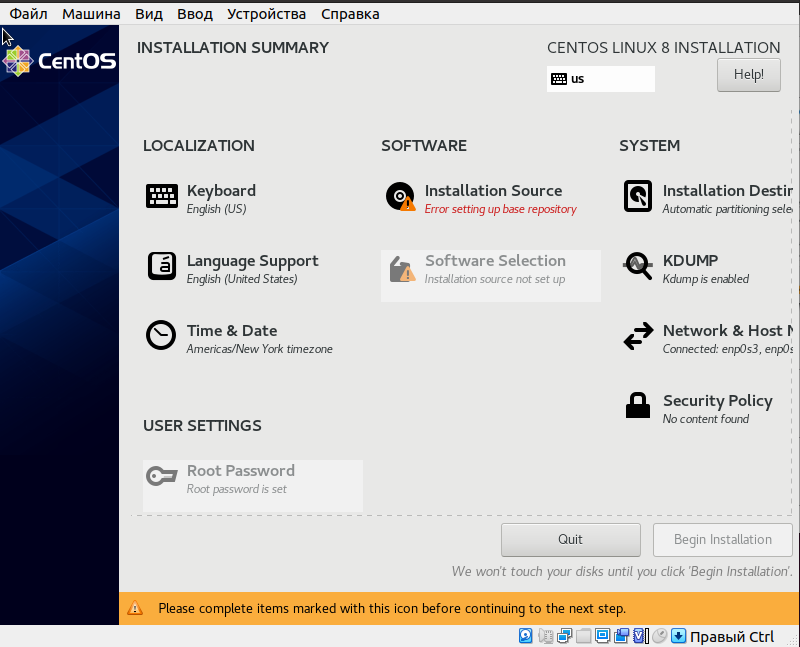 Файл Машина Вид Ввод Устройства Справка
CentOS
INSTALLATION SUMMARY
CENTOS LINUX 8 INSTALLATION
us
Help!
LOCALIZATION
SOFTWARE
SYSTEM
Keyboard
English (US)
Installation Source
Error setting up base repository
Installation Destin
Automatic partitioning sele
Language Support
English (United States)
Software Selection
Installation source not set up
KDUMP
Kdump is enabled
Time & Date
Americas/New York timezone
Network & Host N
Connected: enp0s3, enp0s
Security Policy
No content found
USER SETTINGS
Root Password
Root password is set
Quit
Begin Installation
We won't touch your disks until you click 'Begin Installation'.
Please complete items marked with this icon before continuing to the next step.
Правый Ctrl